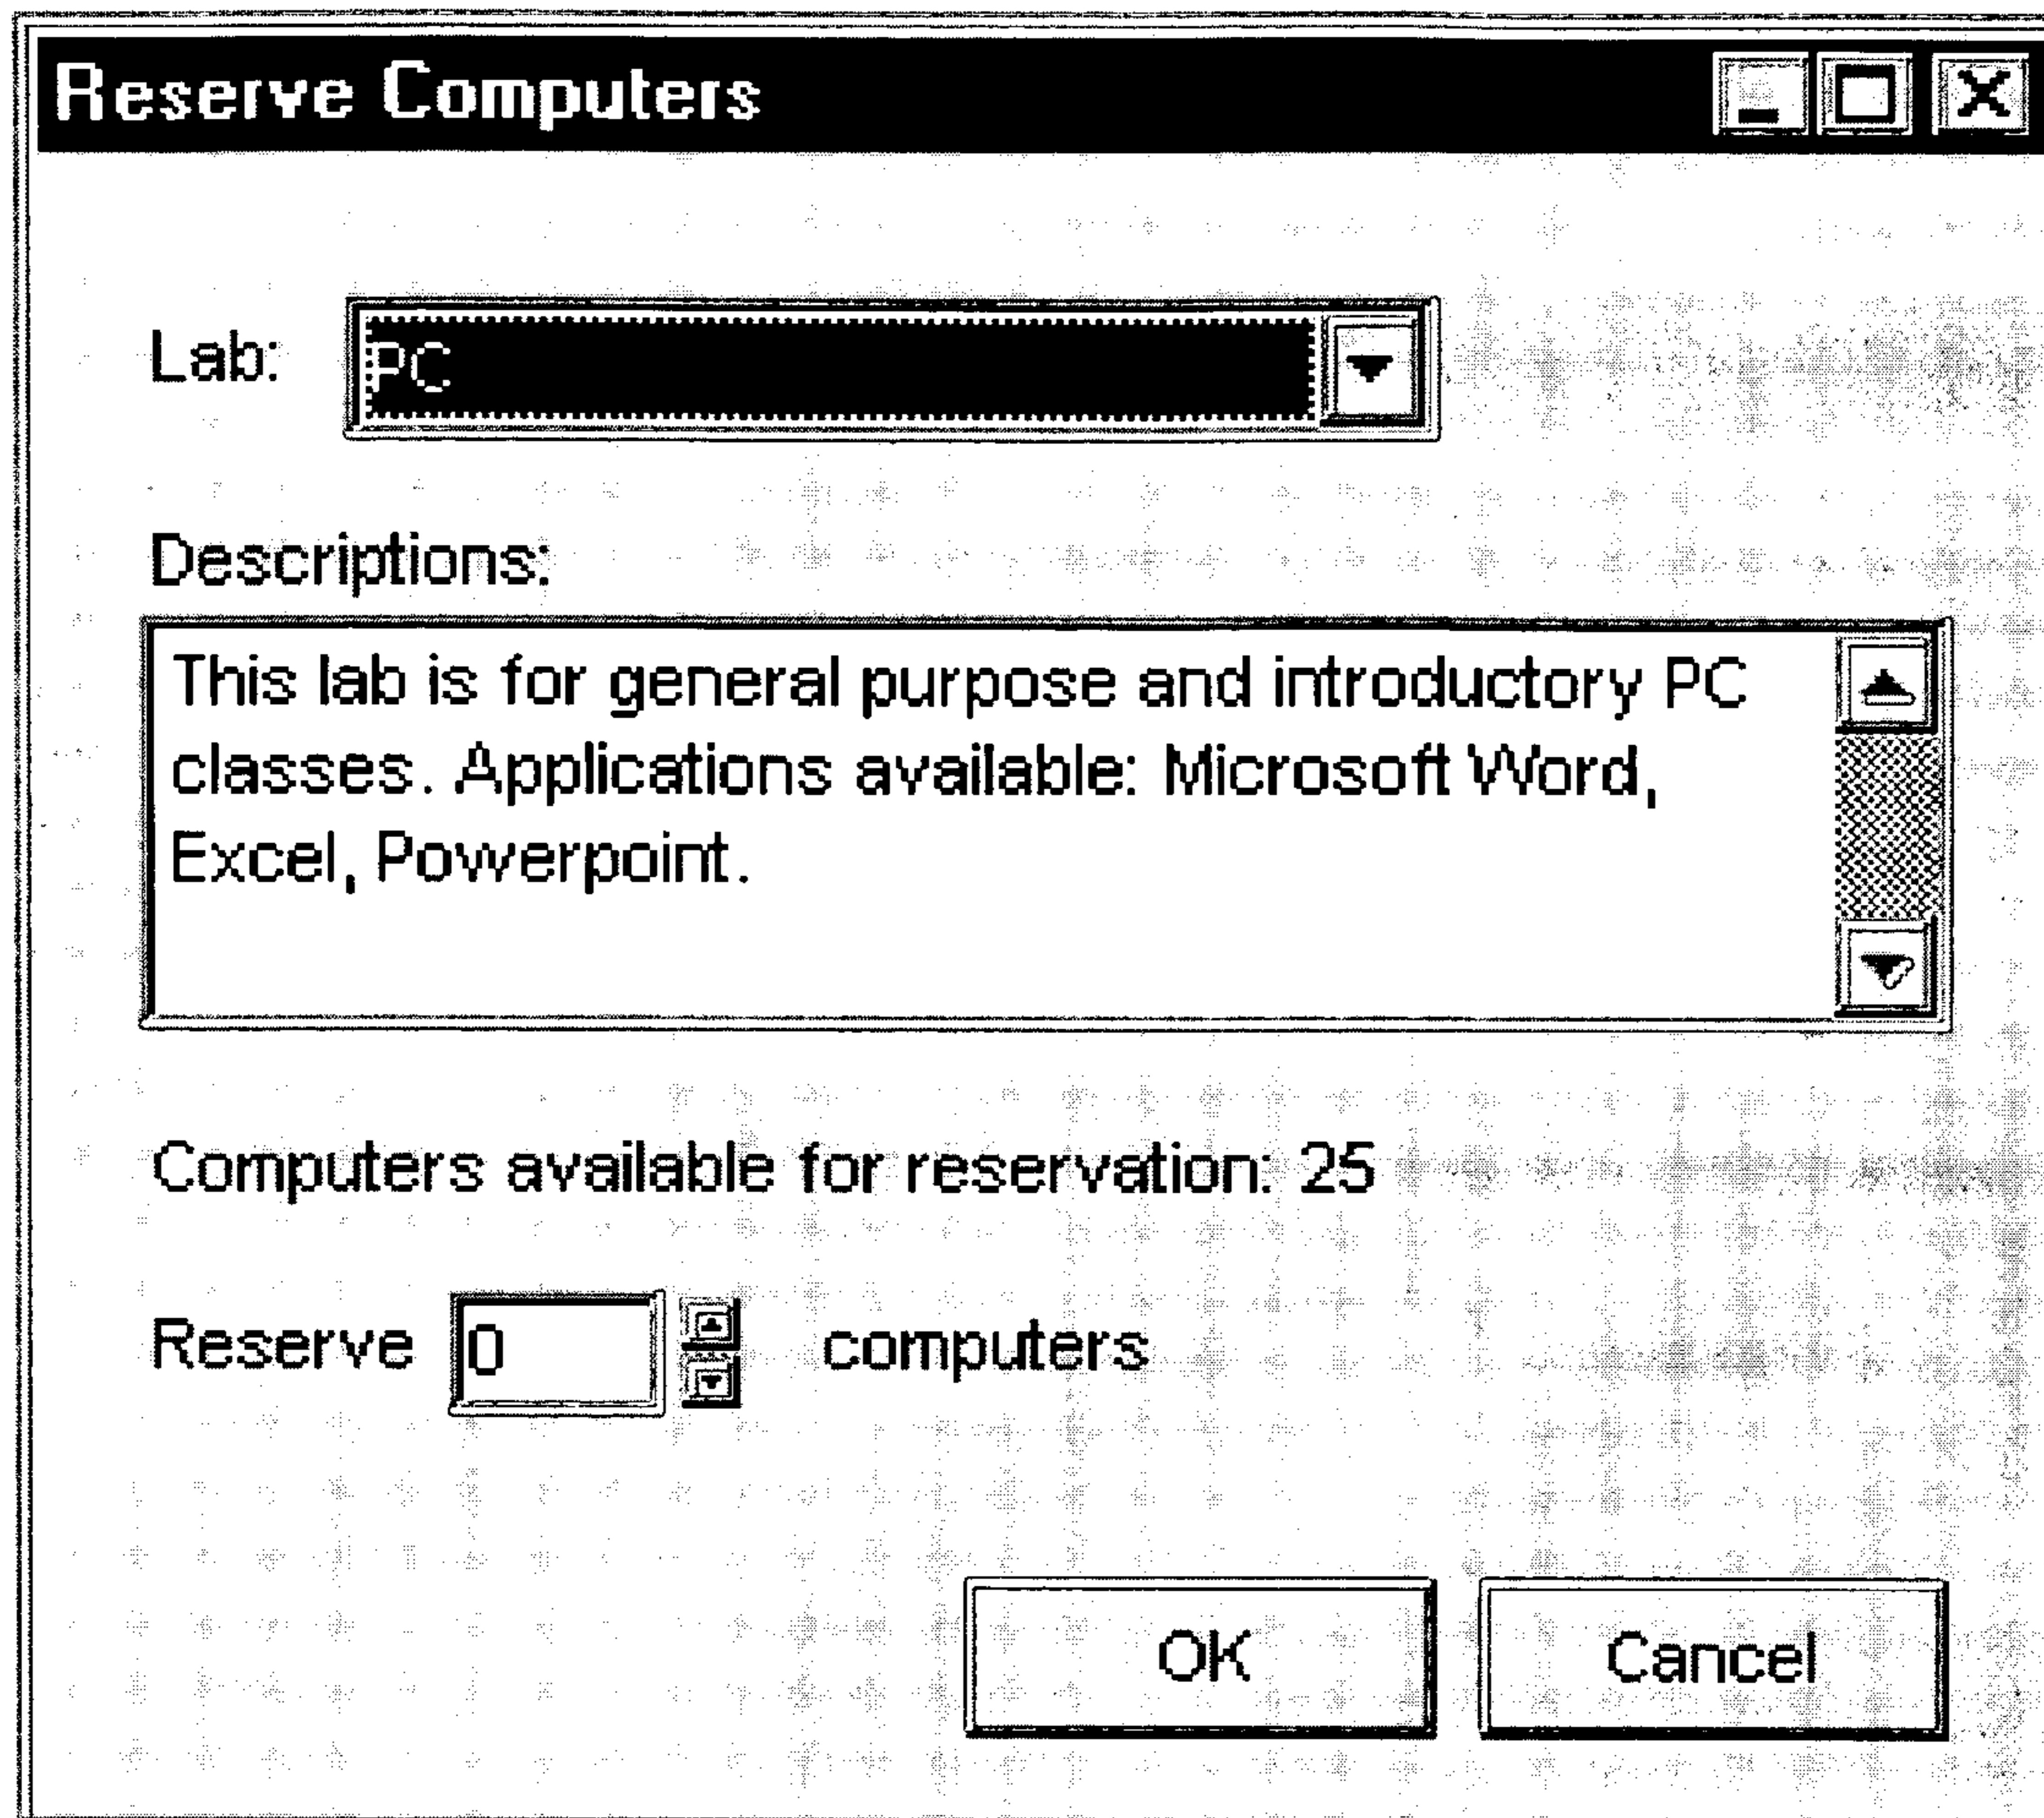 Reserve Computers
Lab: PC
Descriptions:
This lab is for general purpose and introductory PC
classes. Applications available: Microsoft Word,
Excel, Powerpoint.
Computers available for reservation: 25
Reserve 0 computers
OK Cancel